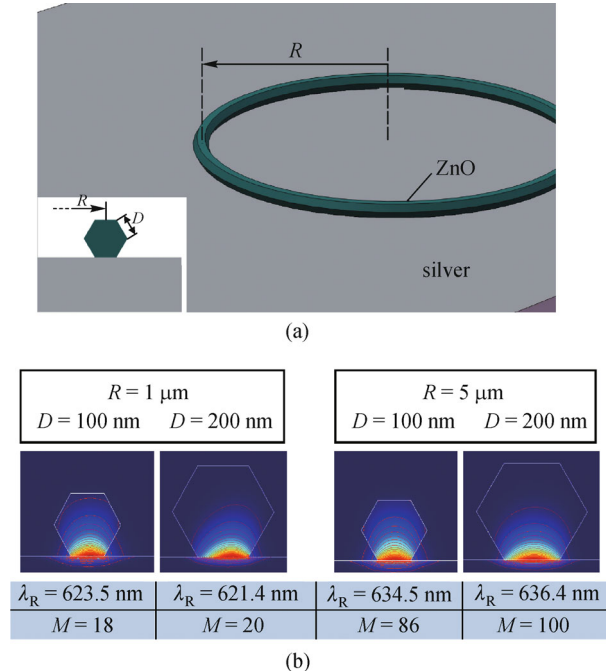 R
ZnO
R
D
silver
(a)
R = 1 μm
D = 100 nm D = 200 nm
R = 5 μm
D = 100 nm D = 200 nm
λR = 623.5 nm λR = 621.4 nm λR = 634.5 nm λR = 636.4 nm
M = 18 M = 20 M = 86 M = 100
(b)